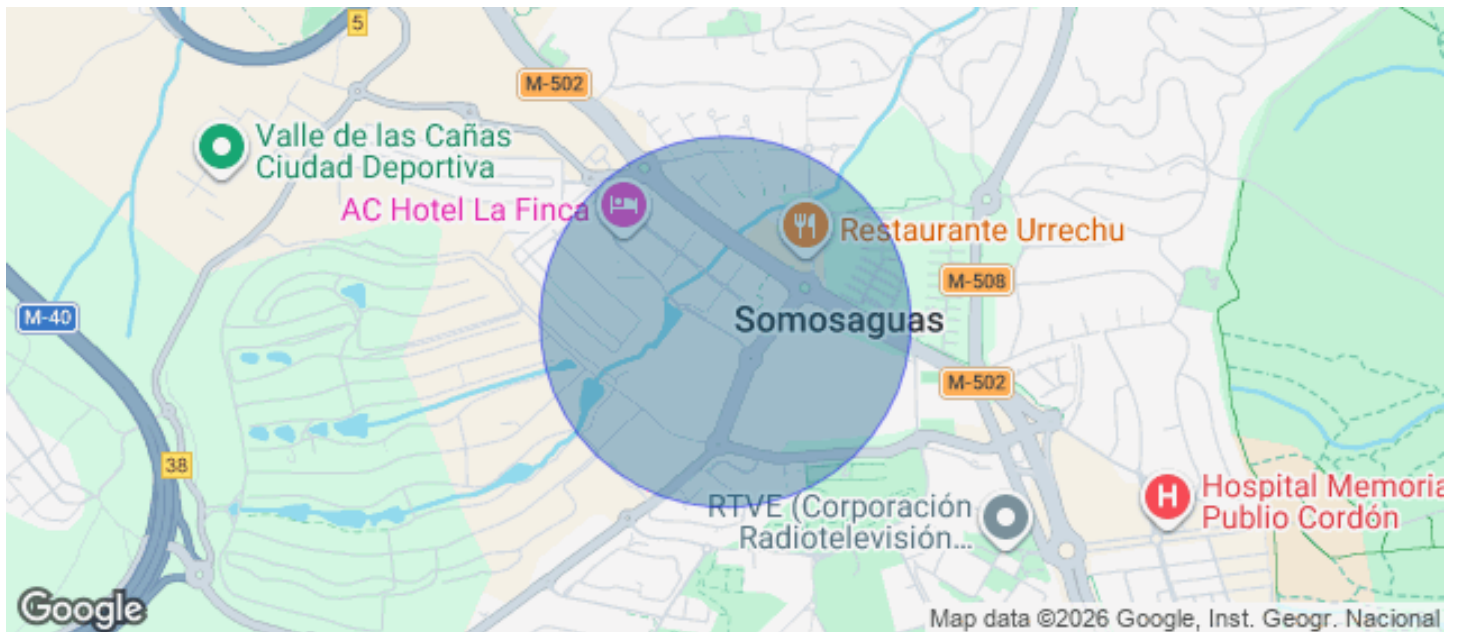 5
M-502
Valle de las Cañas
Ciudad Deportiva
AC Hotel La Finca
Restaurante Urrechu
M-508
M-40
Somosaguas
M-502
38
RTVE (Corporación
Radiotelevisión...
Hospital Memoria
Publio Cordón
Google
Map data ©2026 Google, Inst. Geogr. Nacional